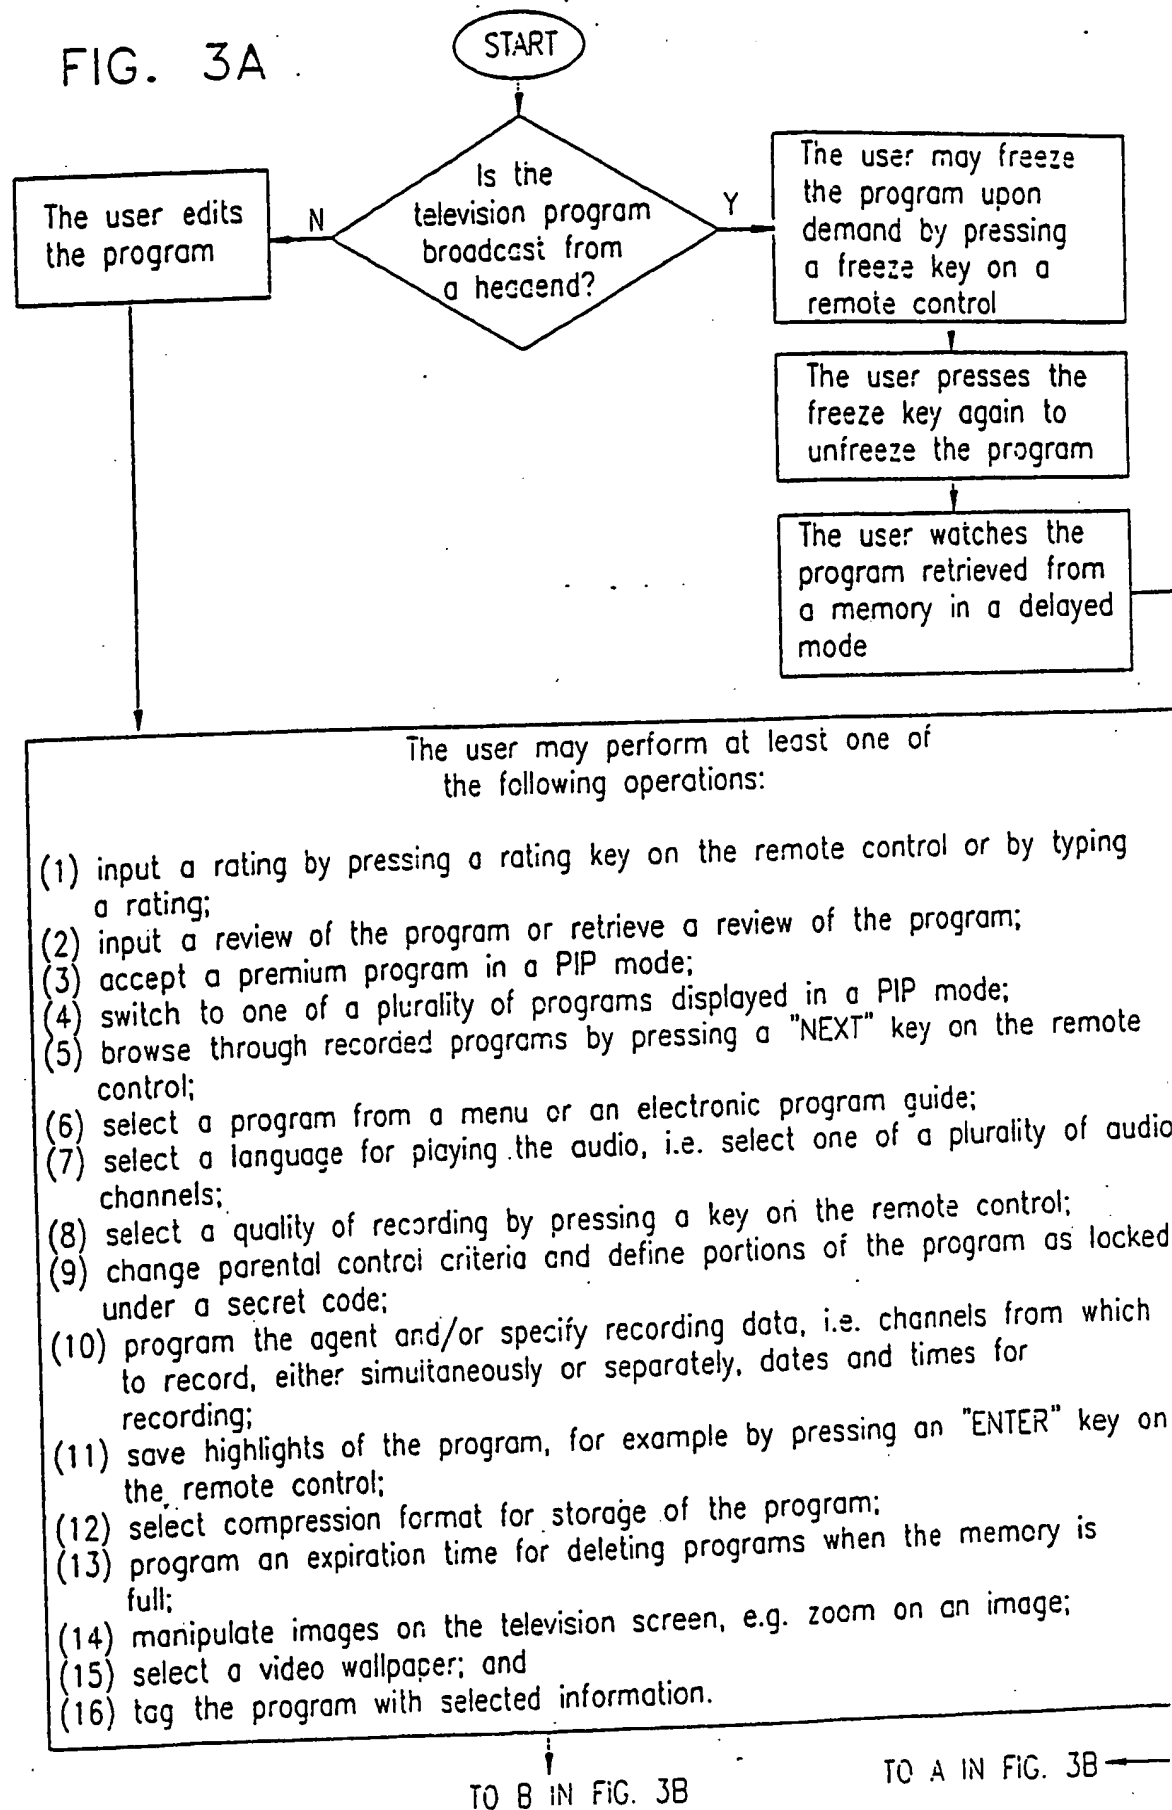 FIG. 3A
START
Is the
television program
broadcast from
a headend?
N
Y
The user edits
the program
The user may freeze
the program upon
demand by pressing
a freeze key on a
remote control
The user presses the
freeze key again to
unfreeze the program
The user watches the
program retrieved from
a memory in a delayed
mode
The user may perform at least one of
the following operations:
(1) input a rating by pressing a rating key on the remote control or by typing
a rating;
(2) input a review of the program or retrieve a review of the program;
(3) accept a premium program in a PIP mode;
(4) switch to one of a plurality of programs displayed in a PIP mode;
(5) browse through recorded programs by pressing a "NEXT" key on the remote
control;
(6) select a program from a menu or an electronic program guide;
(7) select a language for playing the audio, i.e. select one of a plurality of audio
channels;
(8) select a quality of recording by pressing a key on the remote control;
(9) change parental control criteria and define portions of the program as locked
under a secret code;
(10) program the agent and/or specify recording data, i.e. channels from which
to record, either simultaneously or separately, dates and times for
recording;
(11) save highlights of the program, for example by pressing an "ENTER" key on
the remote control;
(12) select compression format for storage of the program;
(13) program an expiration time for deleting programs when the memory is
full;
(14) manipulate images on the television screen, e.g. zoom on an image;
(15) select a video wallpaper; and
(16) tag the program with selected information.
TO B IN FIG. 3B
TO A IN FIG. 3B